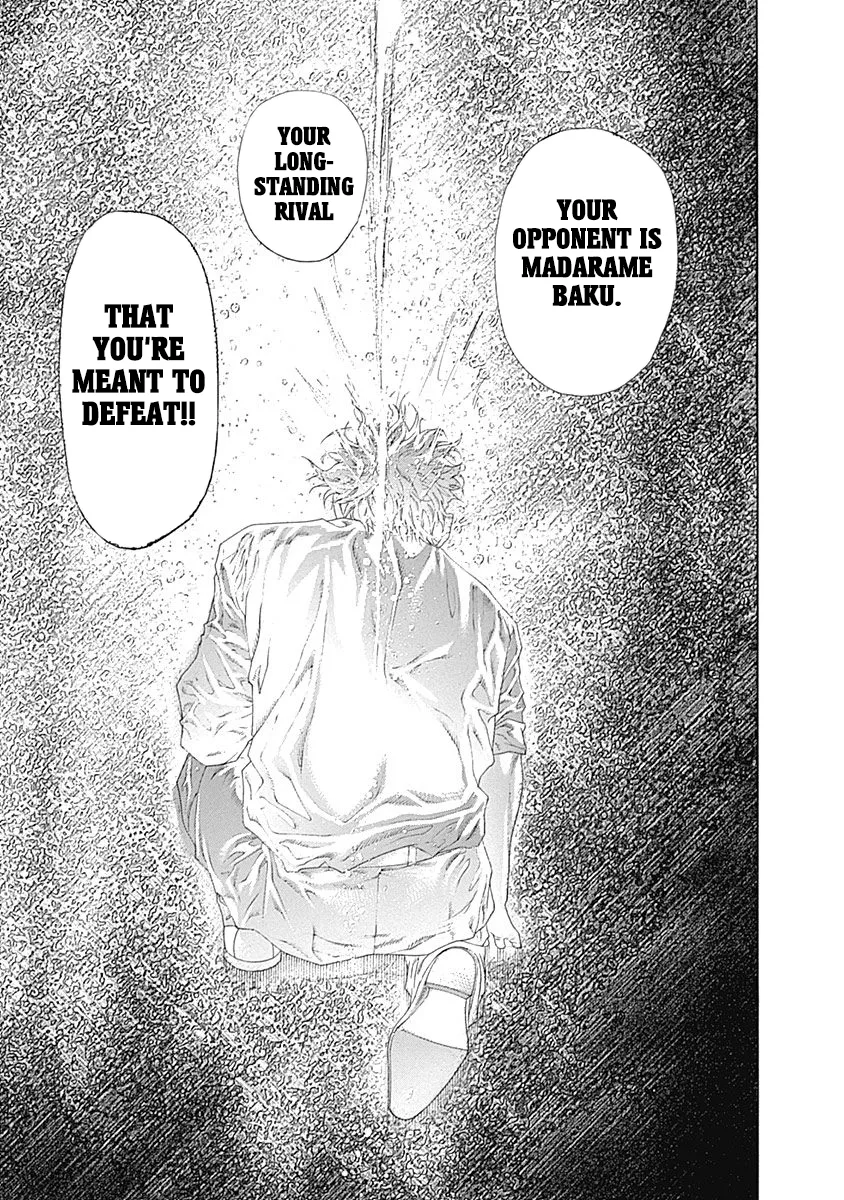 YOUR
OPPONENT IS
MADARAME
BAKU.
YOUR
LONG-
STANDING
RIVAL
THAT
YOU'RE
MEANT TO
DEFEAT!!